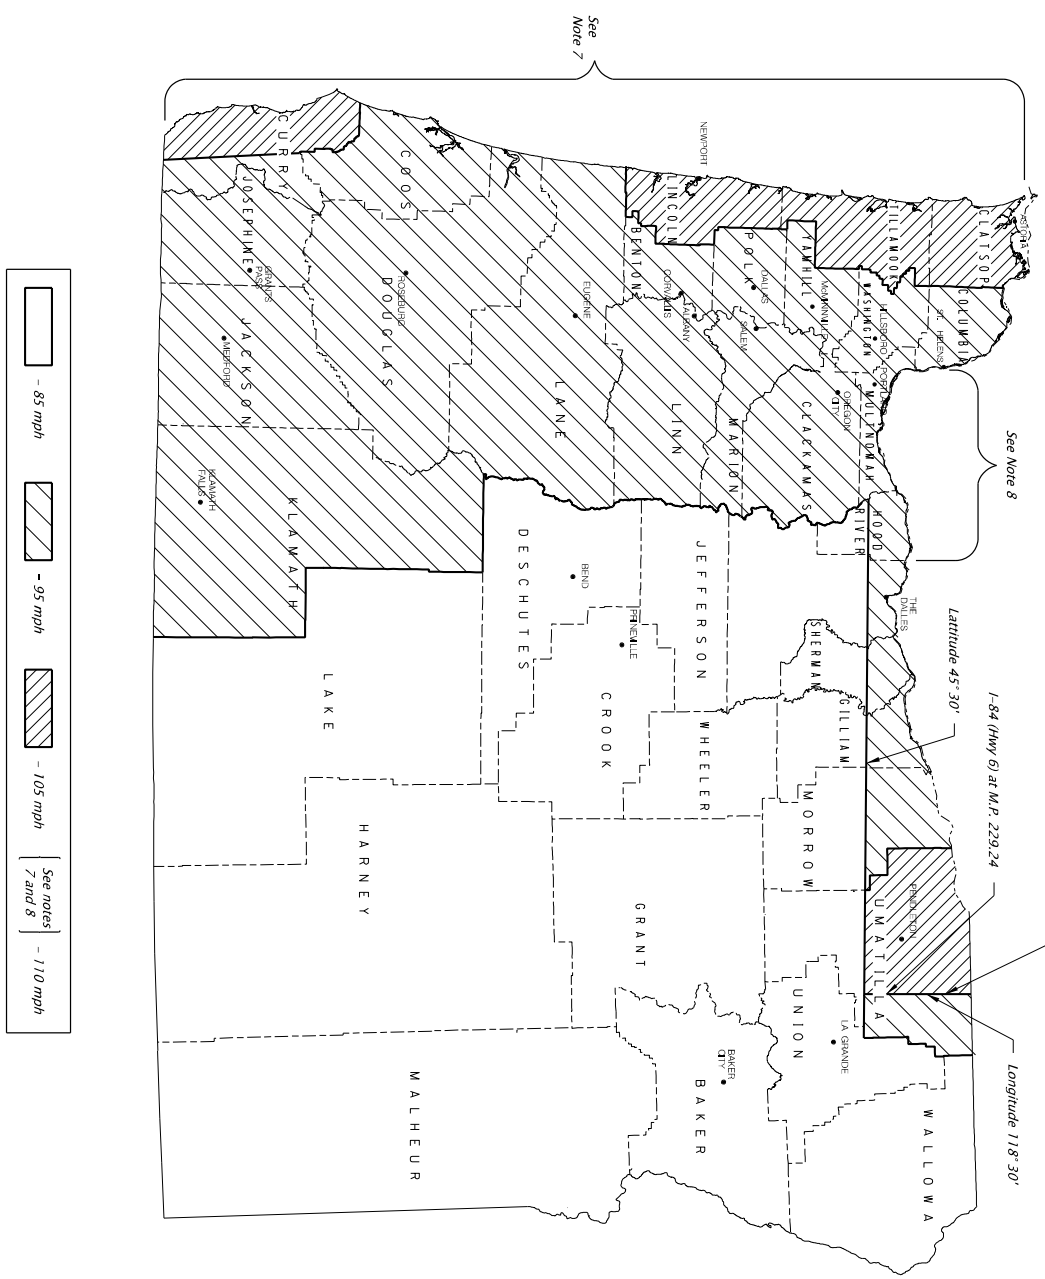 See
Note 7
See Note 8
Lattitude 45° 30'
I-84 (Hwy 6) at M.P. 229.24
Longitude 118° 30'
ASTORIA
CLATSOP
COLUMBIA
ST. HELENS
TILLAMOOK
WASHINGTON
HILLSBORO
MULTNOMAH
HOOD
RIVER
THE
DALLES
YAMHILL
McMINNVILLE
OREGON
CITY
CLACKAMAS
SHERMAN
GILLIAM
MORROW
UMATILLA
PENDLETON
UNION
LA GRANDE
WALLOWA
NEWPORT
LINCOLN
POLK
DALLAS
SALEM
MARION
BENTON
CORVALLIS
ALBANY
LINN
JEFFERSON
WHEELER
GRANT
BAKER
CITY
BAKER
EUGENE
LANE
BEND
DESCHUTES
PRINEVILLE
CROOK
COOS
ROSEBURG
DOUGLAS
CURRY
JOSEPHINE
GRANTS
PASS
JACKSON
MEDFORD
KLAMATH
FALLS
KLAMATH
LAKE
HARNEY
MALHEUR
- 85 mph
- 95 mph
- 105 mph
See notes
7 and 8
- 110 mph